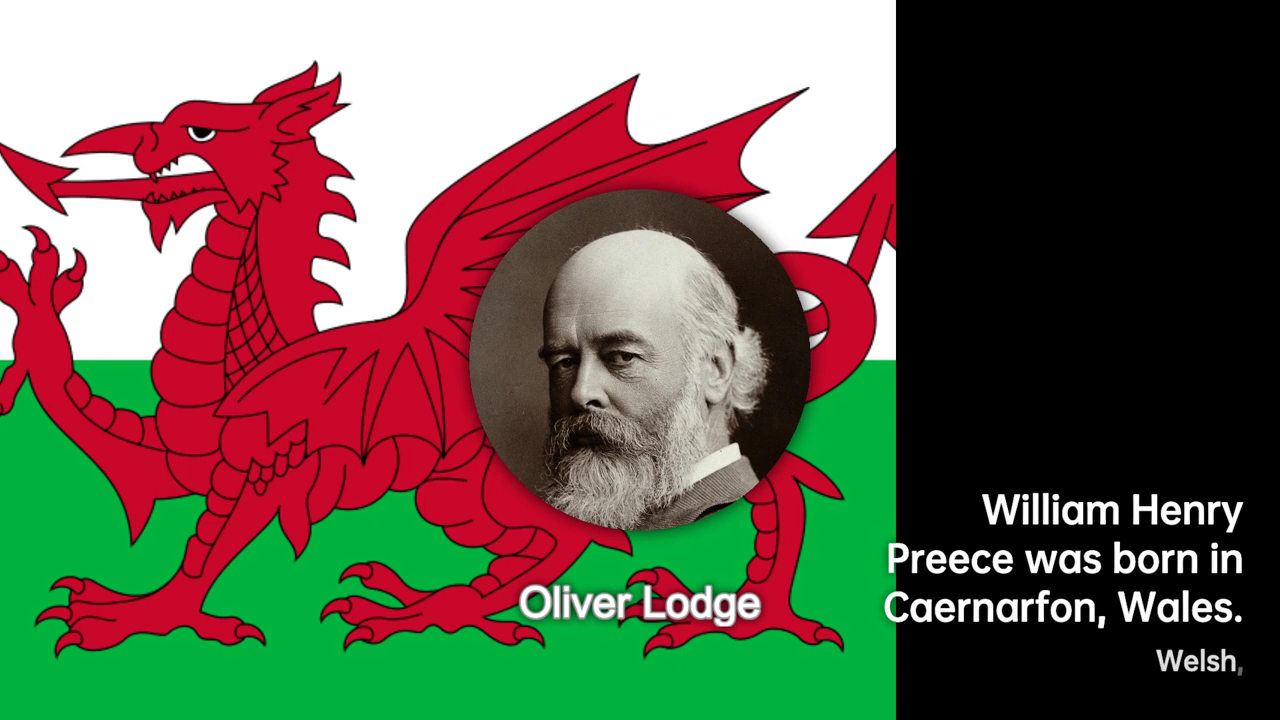 Oliver Lodge
William Henry
Preece was born in
Caernarfon, Wales.
Welsh,